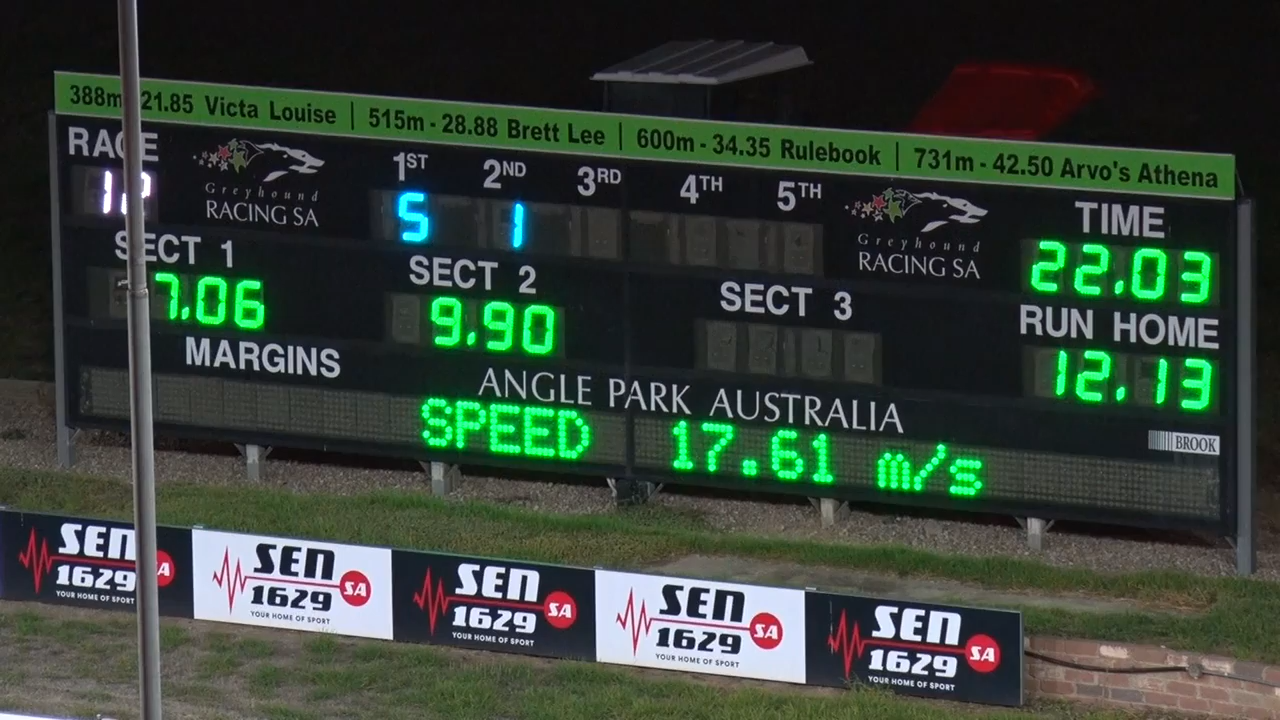 388m 21.85 Victa Louise | 515m - 28.88 Brett Lee | 600m - 34.35 Rulebook | 731m - 42.50 Arvo's Athena
RACE
12
Greyhound
RACING SA
1ST 2ND 3RD 4TH 5TH
5 1
Greyhound
RACING SA
TIME
22.03
SECT 1
7.06
SECT 2
9.90
SECT 3
RUN HOME
12.13
MARGINS
ANGLE PARK AUSTRALIA
BROOK
SPEED 17.61 m/s
SEN
1629
SA
YOUR HOME OF SPORT
SEN
1629
SA
YOUR HOME OF SPORT
SEN
1629
SA
YOUR HOME OF SPORT
SEN
1629
SA
YOUR HOME OF SPORT
SEN
1629
SA
YOUR HOME OF SPORT